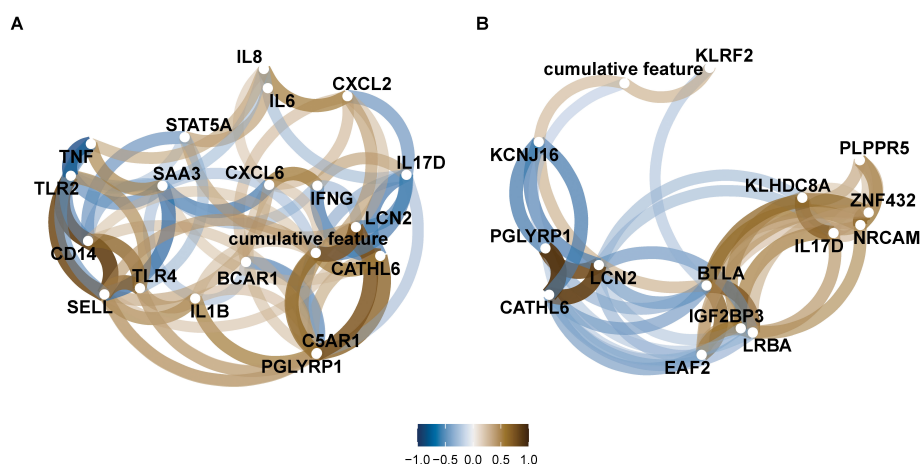 A
B
IL8
KLRF2
cumulative feature
CXCL2
IL6
STAT5A
TNF
KCNJ16
PLPPR5
IL17D
SAA3
CXCL6
TLR2
KLHDC8A
IFNG
ZNF432
LCN2
cumulative feature
PGLYRP1
IL17D
NRCAM
CD14
CATHL6
TLR4
BCAR1
LCN2
BTLA
SELL
IL1B
CATHL6
IGF2BP3
C5AR1
LRBA
PGLYRP1
EAF2
−1.0 −0.5 0.0 0.5 1.0